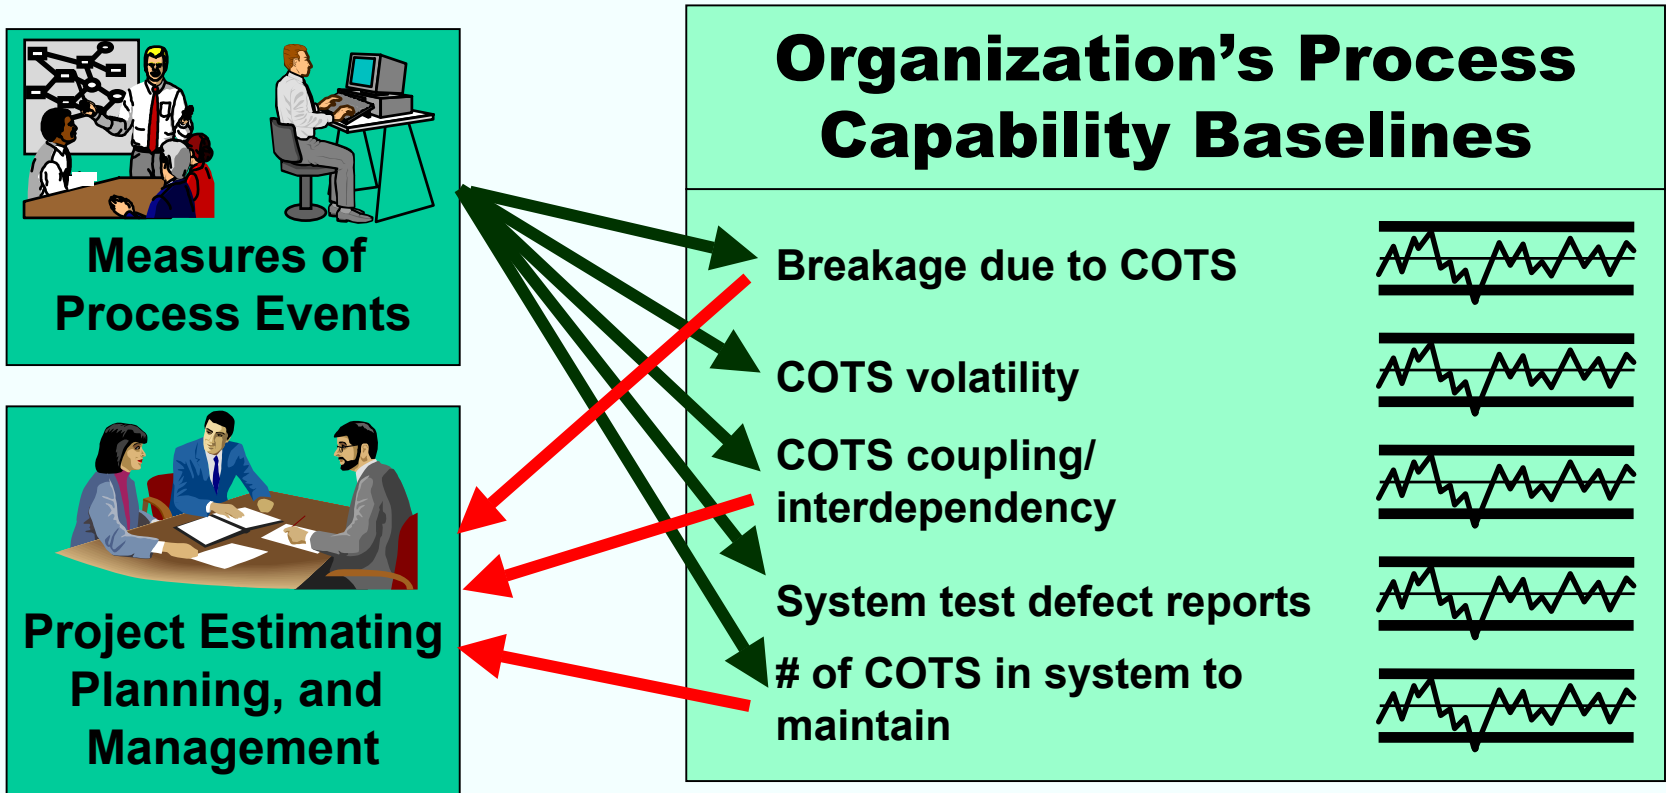 Measures of
Process Events
Project Estimating
Planning, and
Management
Organization’s Process
Capability Baselines
Breakage due to COTS
COTS volatility
COTS coupling/
interdependency
System test defect reports
# of COTS in system to
maintain